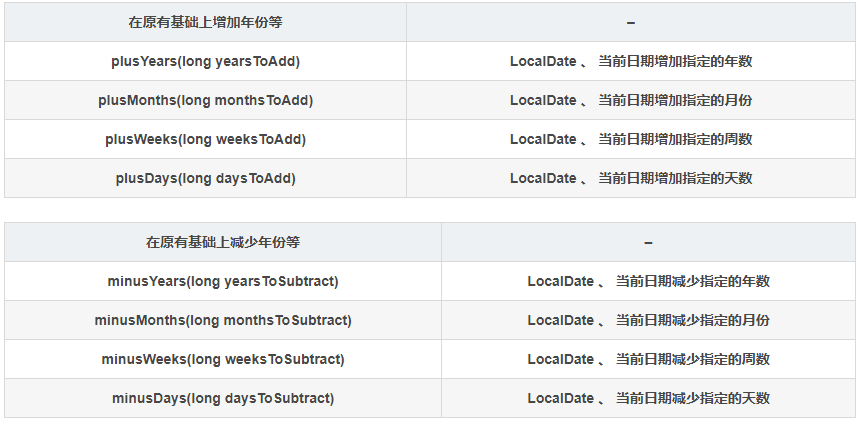 在原有基础上增加年份等 –
plusYears(long yearsToAdd) LocalDate 、 当前日期增加指定的年数
plusMonths(long monthsToAdd) LocalDate 、 当前日期增加指定的月份
plusWeeks(long weeksToAdd) LocalDate 、 当前日期增加指定的周数
plusDays(long daysToAdd) LocalDate 、 当前日期增加指定的天数
在原有基础上减少年份等 –
minusYears(long yearsToSubtract) LocalDate 、 当前日期减少指定的年数
minusMonths(long monthsToSubtract) LocalDate 、 当前日期减少指定的月份
minusWeeks(long weeksToSubtract) LocalDate 、 当前日期减少指定的周数
minusDays(long daysToSubtract) LocalDate 、 当前日期减少指定的天数